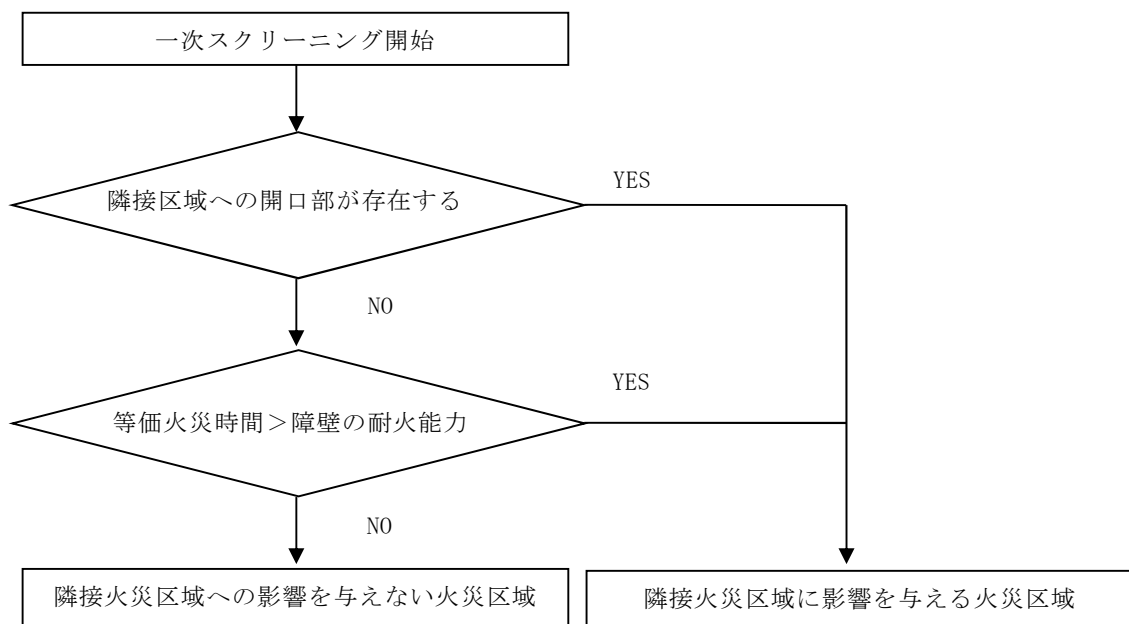 一次スクリーニング開始
隣接区域への開口部が存在する
YES
NO
等価火災時間＞障壁の耐火能力
YES
NO
隣接火災区域への影響を与えない火災区域
隣接火災区域に影響を与える火災区域